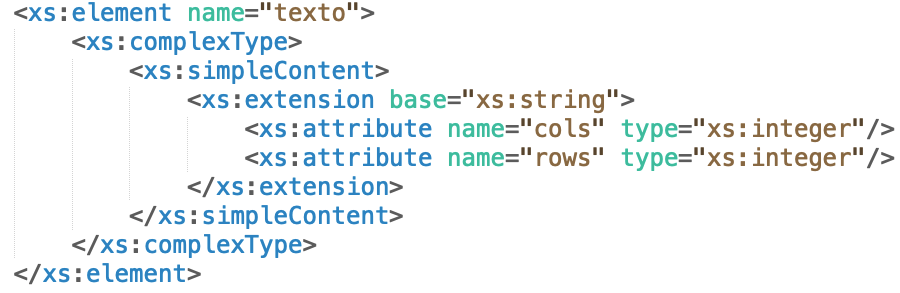 <xs:element name="texto">
<xs:complexType>
<xs:simpleContent>
<xs:extension base="xs:string">
<xs:attribute name="cols" type="xs:integer"/>
<xs:attribute name="rows" type="xs:integer"/>
</xs:extension>
</xs:simpleContent>
</xs:complexType>
</xs:element>